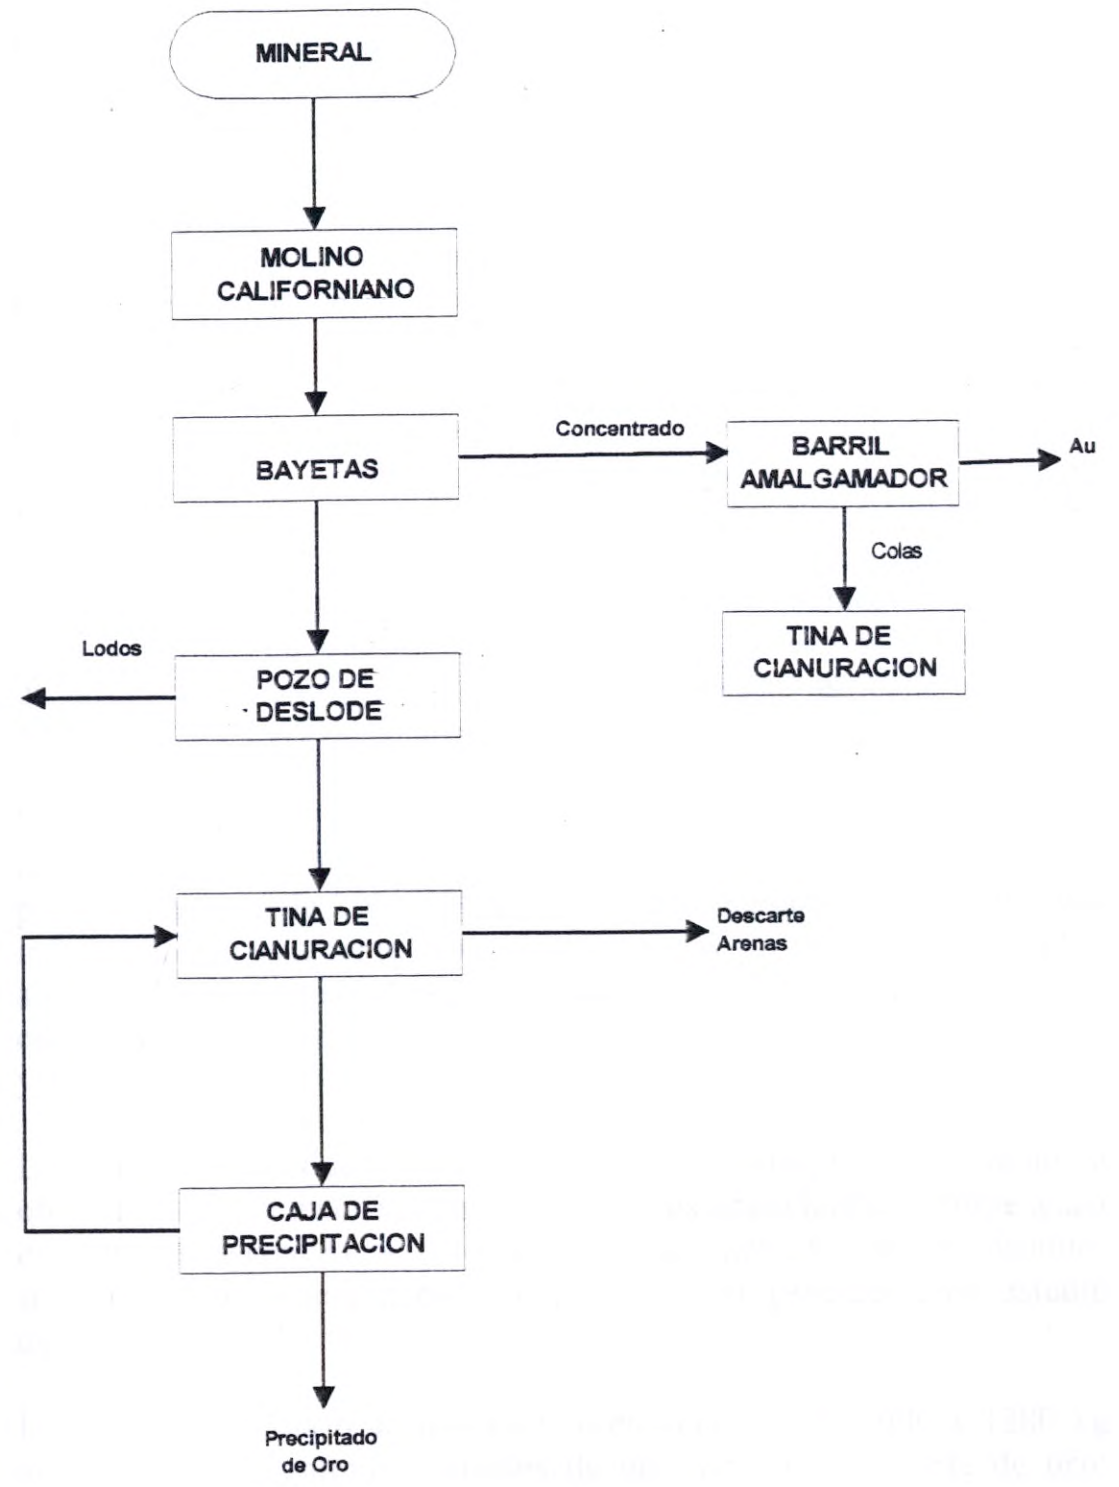 MINERAL
MOLINO
CALIFORNIANO
BAYETAS
Concentrado
BARRIL
AMALGAMADOR
Au
Colas
TINA DE
CIANURACION
Lodos
POZO DE
DESLODE
TINA DE
CIANURACION
Descarte
Arenas
CAJA DE
PRECIPITACION
Precipitado
de Oro